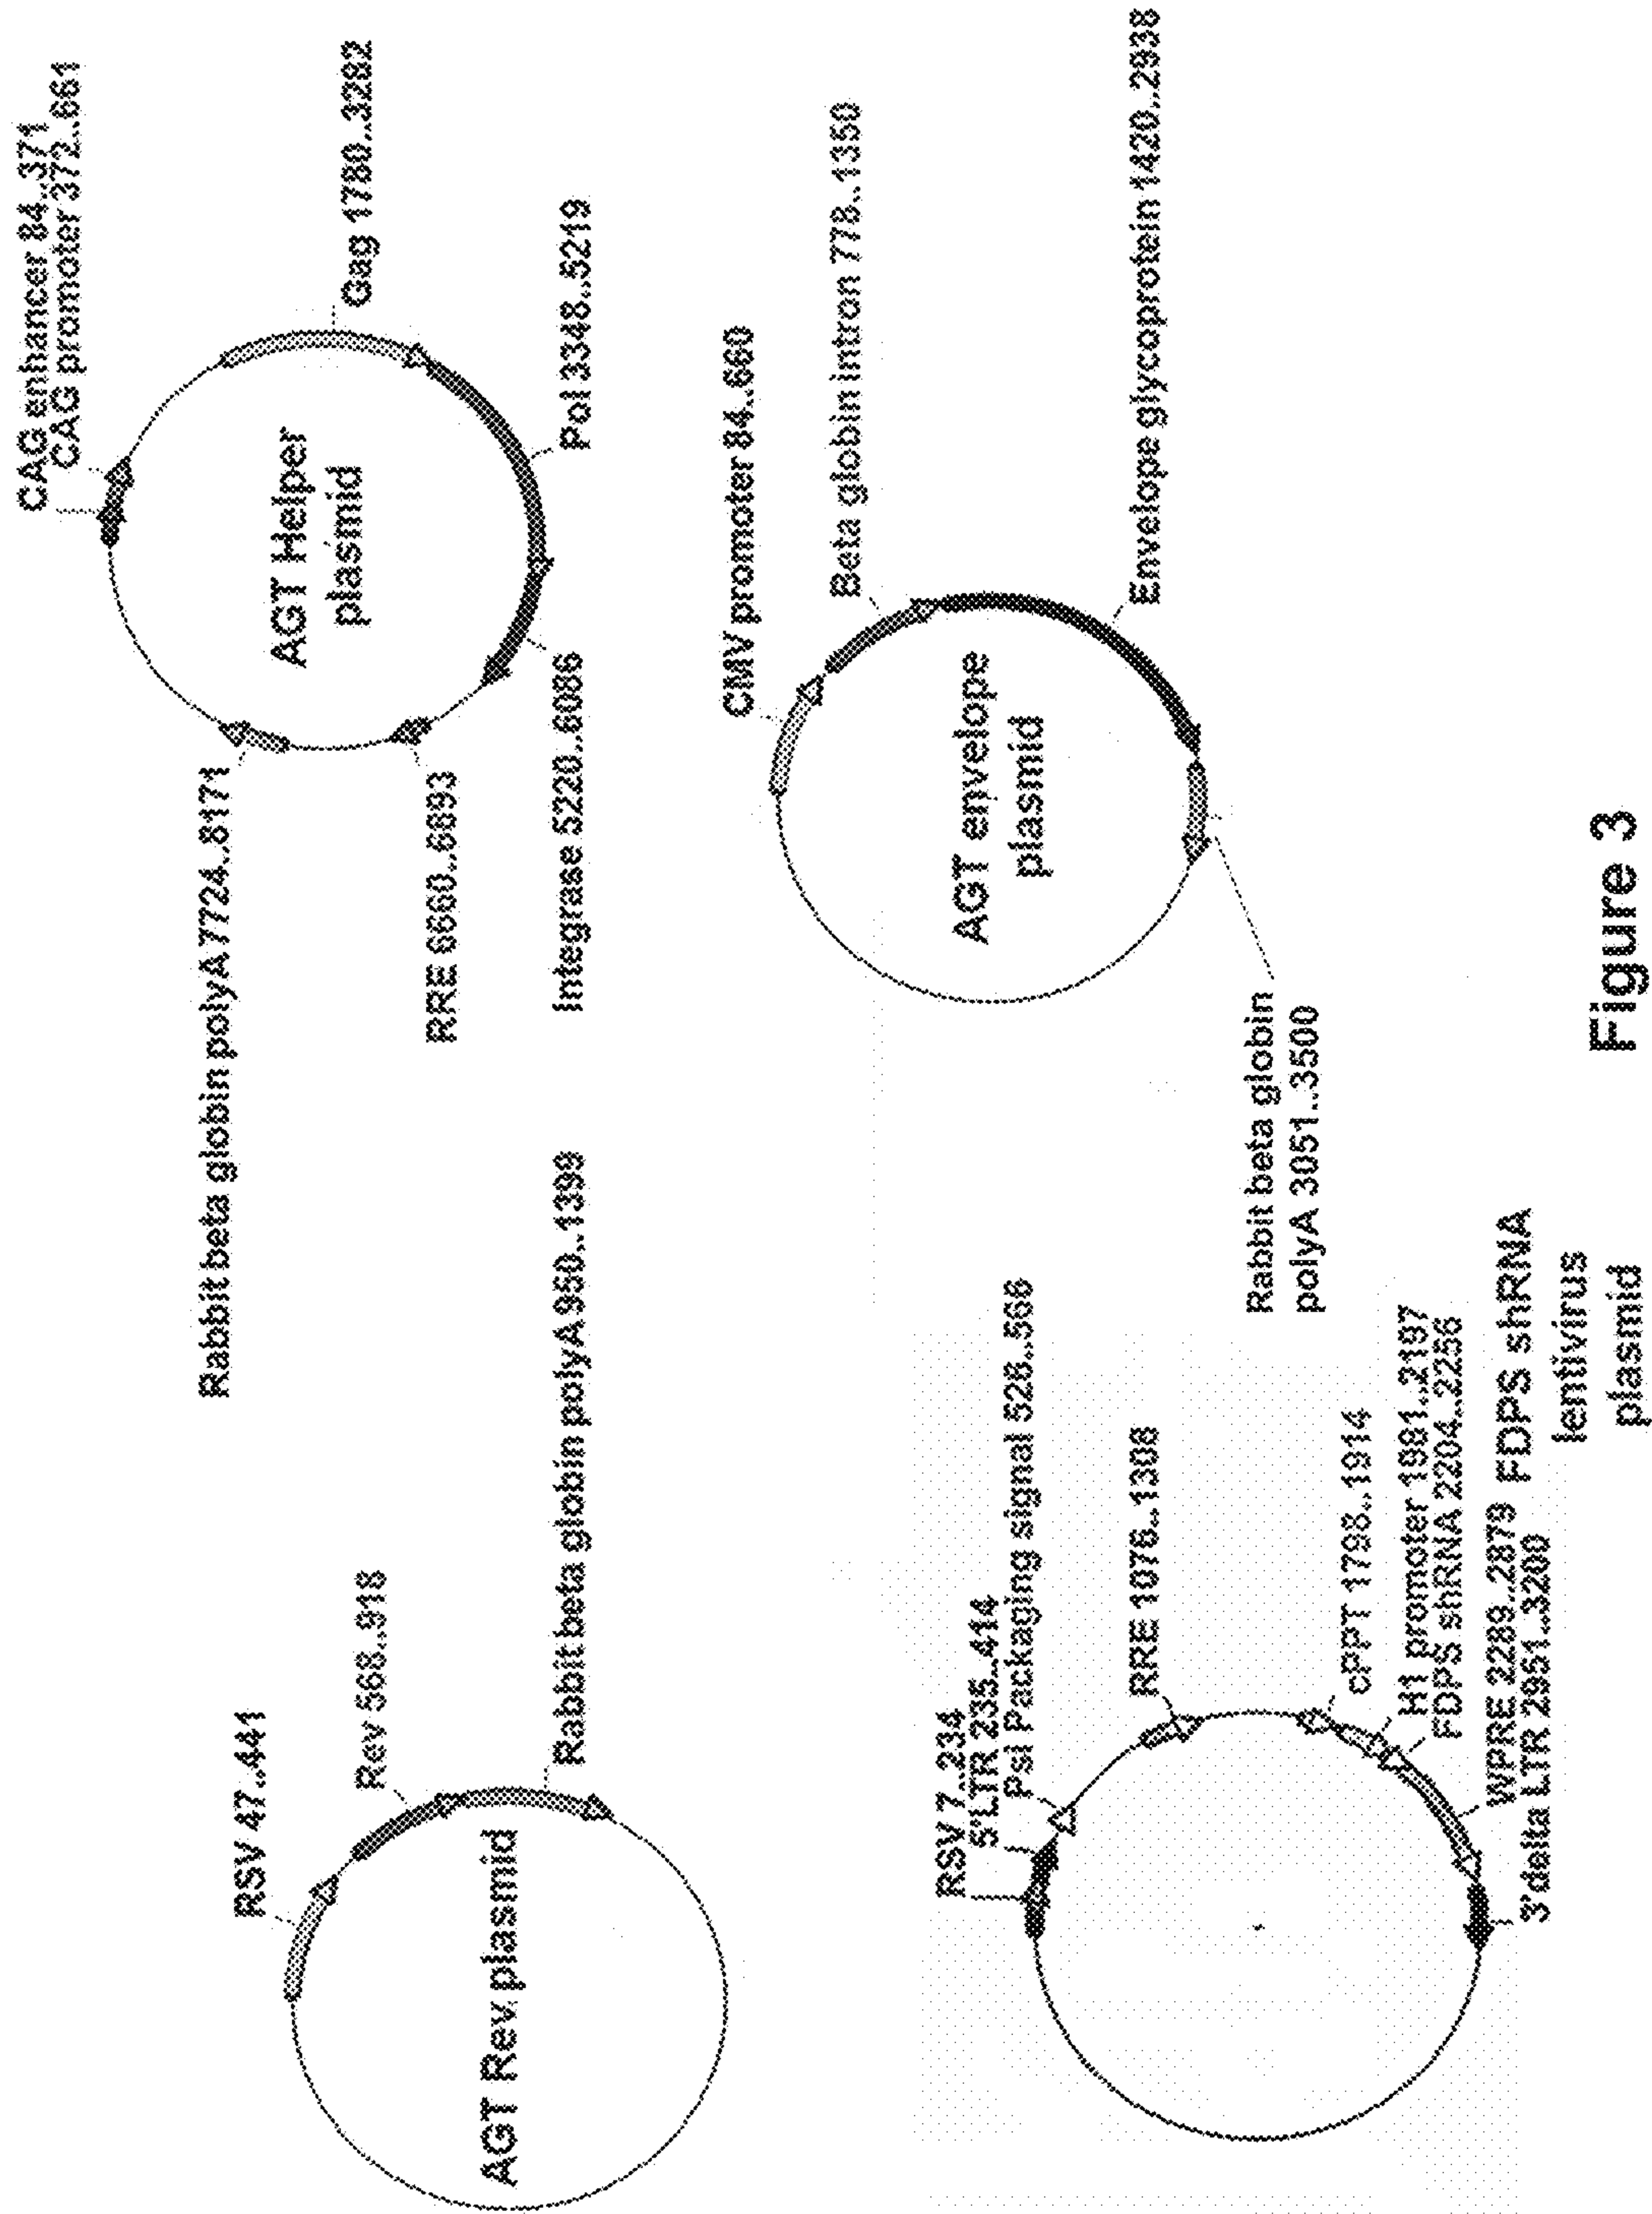 RSV 47..441
Rev 568..918
AGT Rev plasmid
Rabbit beta globin polyA 950..1399
CAG enhancer 84..371
CAG promoter 372..661
AGT Helper
plasmid
Gag 1780..3282
Pol 3348..5219
Rabbit beta globin polyA 7724..8171
RRE 6660..6893
Integrase 5220..6086
RSV 7..234
5'LTR 235..414
Psi Packaging signal 528..568
RRE 1076..1308
cPPT 1798..1914
H1 promoter 1991..2197
FDPS shRNA 2204..2256
WPRE 2289..2879
3'delta LTR 2951..3200
FDPS shRNA
lentivirus
plasmid
CMV promoter 84..660
Beta globin intron 778..1350
AGT envelope
plasmid
Envelope glycoprotein 1420..2938
Rabbit beta globin
polyA 3051..3500
Figure 3